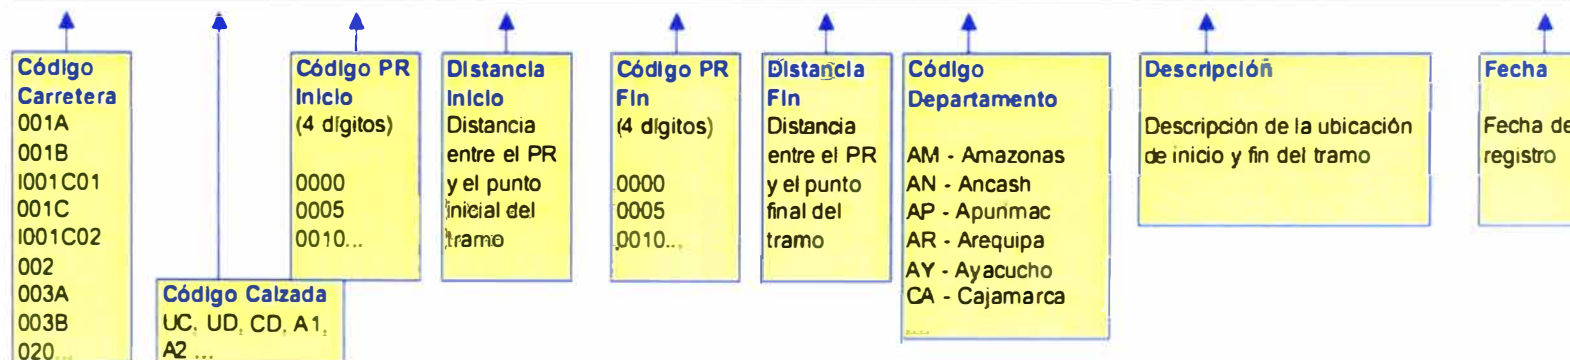 Código
Carretera
001A
001B
I001C01
001C
I001C02
002
003A
003B
020...
Código Calzada
UC, UD, CD, A1,
A2 ...
Código PR
Inicio
(4 dígitos)
0000
0005
0010...
Distancia
Inicio
Distancia
entre el PR
y el punto
inicial del
tramo
Código PR
Fin
(4 dígitos)
0000
0005
0010...
Distancia
Fin
Distancia
entre el PR
y el punto
final del
tramo
Código
Departamento
AM - Amazonas
AN - Ancash
AP - Apurimac
AR - Arequipa
AY - Ayacucho
CA - Cajamarca
....
Descripción
Descripción de la ubicación
de inicio y fin del tramo
Fecha
Fecha de
registro